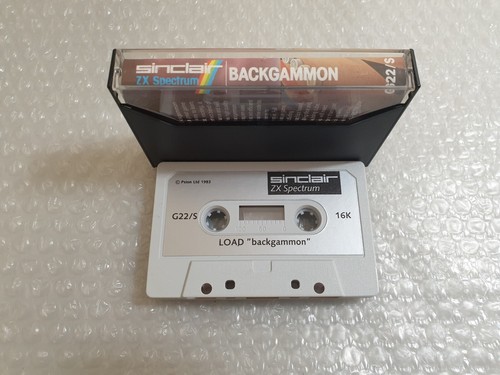 sinclair
ZX Spectrum
BACKGAMMON
G22/S
© Psion Ltd 1982
sinclair
ZX Spectrum
G22/S
16K
LOAD "backgammon"